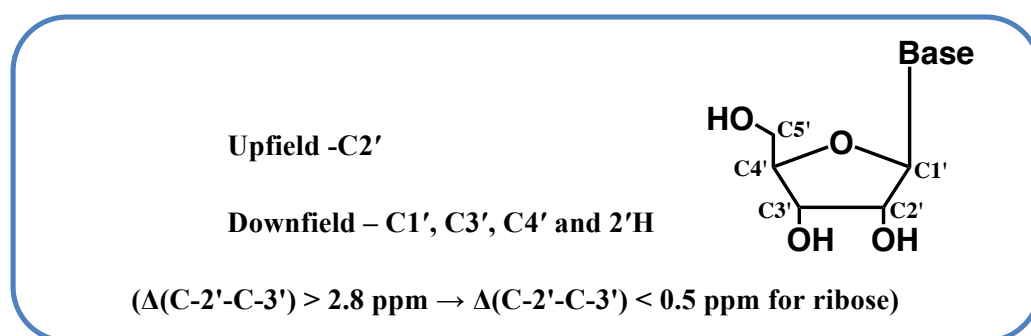 Base
HO
C5'
Upfield -C2′
O
C4'
C1'
C3'
C2'
Downfield – C1′, C3′, C4′ and 2′H
OH
OH
(Δ(C-2'-C-3') > 2.8 ppm → Δ(C-2'-C-3') < 0.5 ppm for ribose)